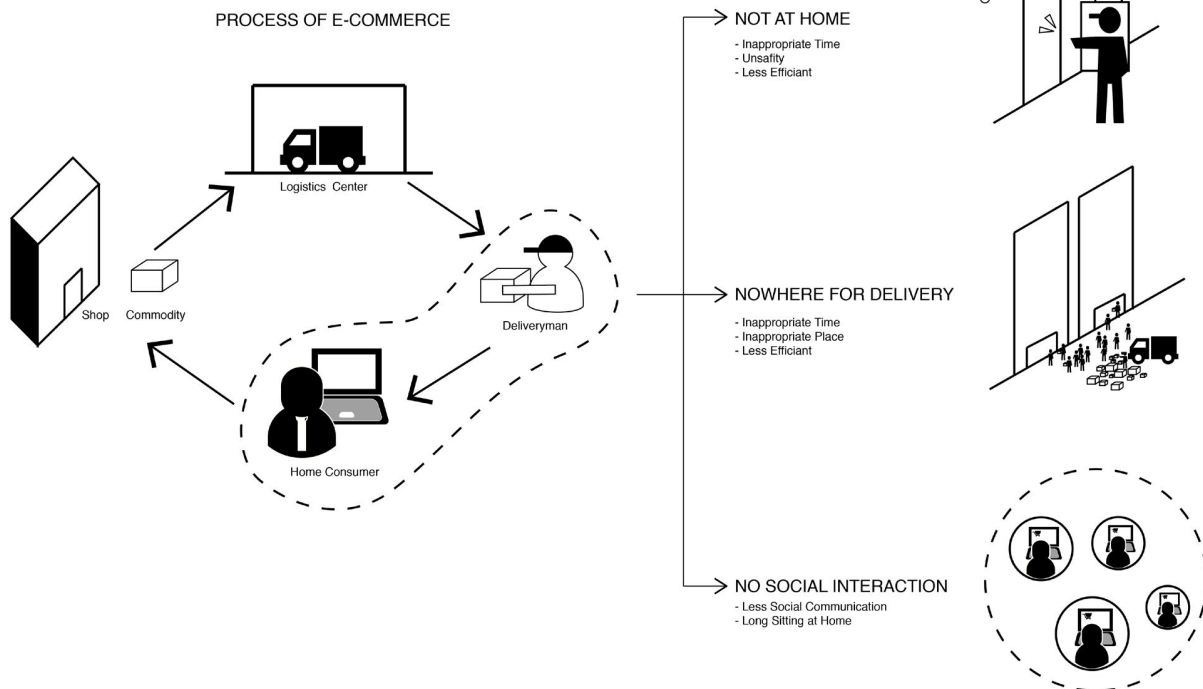 PROCESS OF E-COMMERCE
Logistics Center
Shop
Commodity
Deliveryman
Home Consumer
NOT AT HOME
- Inappropriate Time
- Unsafity
- Less Efficiant
NOWHERE FOR DELIVERY
- Inappropriate Time
- Inappropriate Place
- Less Efficiant
NO SOCIAL INTERACTION
- Less Social Communication
- Long Sitting at Home